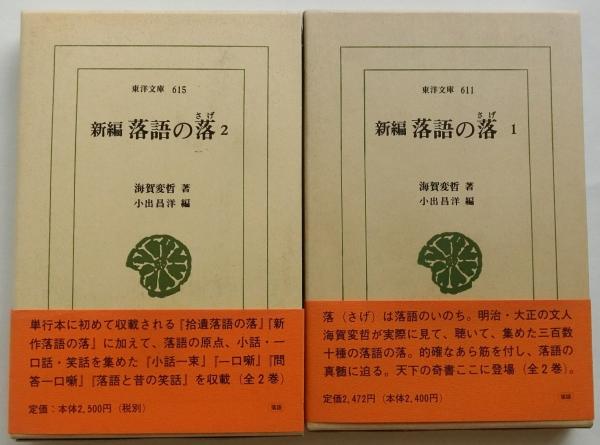 東洋文庫 615
さげ
新編 落語の落 2
海賀変哲 著
小出昌洋 編
単行本に初めて収載される『拾遺落語の落』『新
作落語の落』に加えて、落語の原点、小話・一
口話・笑話を集めた『小話一束』『一口噺』『問
答一口噺』『落語と昔の笑話』を収載（全2巻）
定価：本体2,500円（税別）
落語
東洋文庫 611
さげ
新編 落語の落 1
海賀変哲 著
小出昌洋 編
落（さげ）は落語のいのち。明治・大正の文人
海賀変哲が実際に見て、聴いて、集めた三百数
十種の落語の落。的確なあら筋を付し、落語の
真髄に迫る。天下の奇書ここに登場（全2巻）。
定価2,472円（本体2,400円）
落語